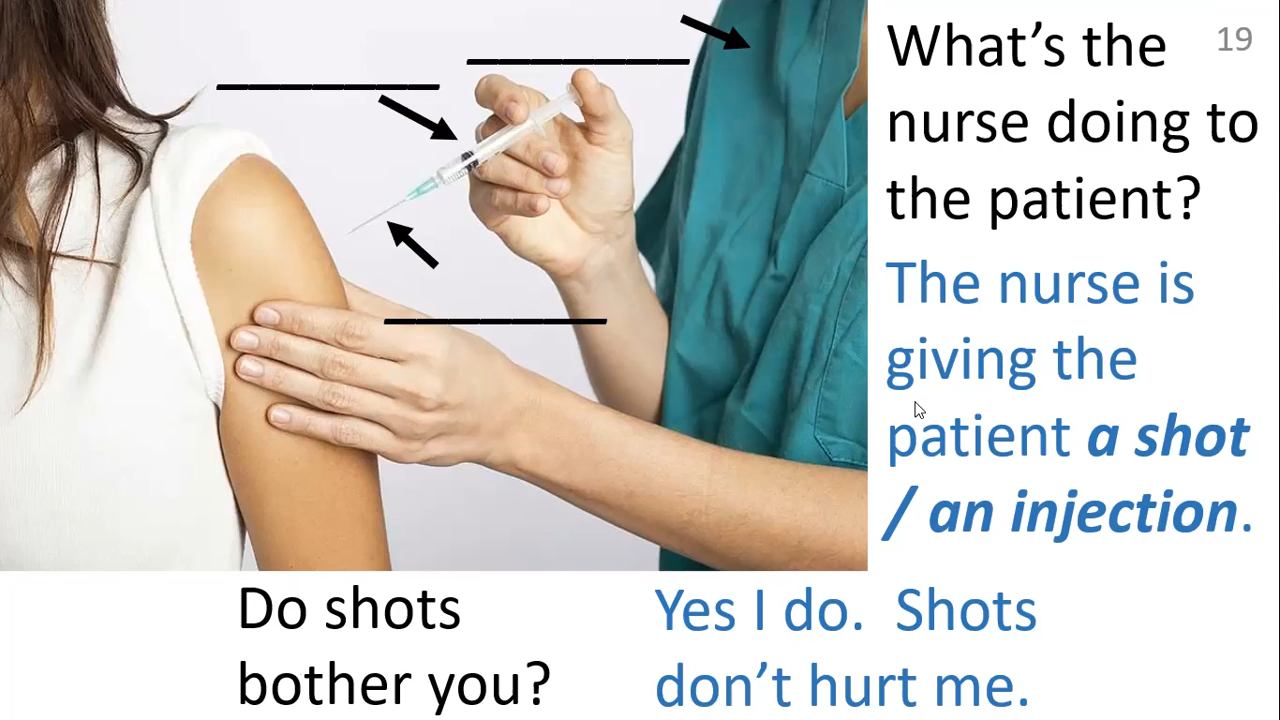 What's the
19
nurse doing to
the patient?
The nurse is
giving the
patient a shot
/ an injection.
Do shots
bother you?
Yes I do. Shots
don't hurt me.